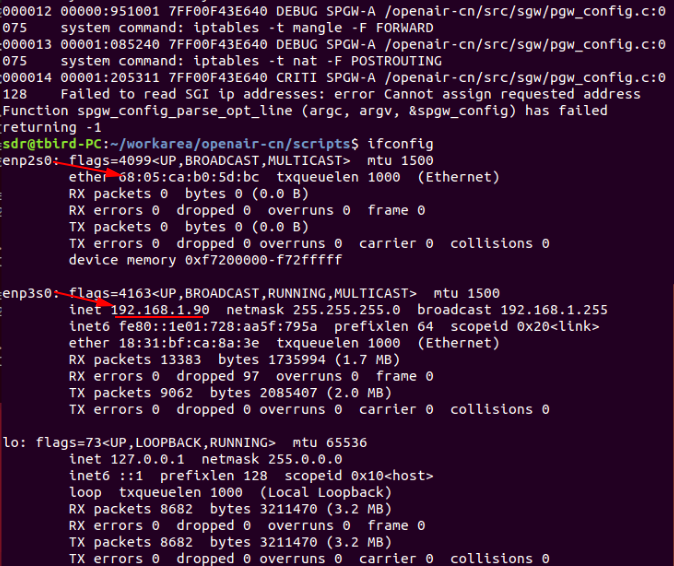 000012 00000:951001 7FF00F43E640 DEBUG SPGW-A /openair-cn/src/sgw/pgw_config.c:0
075    system command: iptables -t mangle -F FORWARD
000013 00001:085240 7FF00F43E640 DEBUG SPGW-A /openair-cn/src/sgw/pgw_config.c:0
075    system command: iptables -t nat -F POSTROUTING
000014 00001:205311 7FF00F43E640 CRITI SPGW-A /openair-cn/src/sgw/pgw_config.c:0
128    Failed to read SGI ip addresses: error Cannot assign requested address
Function spgw_config_parse_opt_line (argc, argv, &spgw_config) has failed
returning -1
sdr@tbird-PC:~/workarea/openair-cn/scripts$ ifconfig
enp2s0: flags=4099<UP,BROADCAST,MULTICAST>  mtu 1500
        ether 68:05:ca:b0:5d:bc  txqueuelen 1000  (Ethernet)
        RX packets 0  bytes 0 (0.0 B)
        RX errors 0  dropped 0  overruns 0  frame 0
        TX packets 0  bytes 0 (0.0 B)
        TX errors 0  dropped 0 overruns 0  carrier 0  collisions 0
        device memory 0xf7200000-f72fffff
enp3s0: flags=4163<UP,BROADCAST,RUNNING,MULTICAST>  mtu 1500
        inet 192.168.1.90  netmask 255.255.255.0  broadcast 192.168.1.255
        inet6 fe80::1e01:728:aa5f:795a  prefixlen 64  scopeid 0x20<link>
        ether 18:31:bf:ca:8a:3e  txqueuelen 1000  (Ethernet)
        RX packets 13383  bytes 1735994 (1.7 MB)
        RX errors 0  dropped 97  overruns 0  frame 0
        TX packets 9062  bytes 2085407 (2.0 MB)
        TX errors 0  dropped 0 overruns 0  carrier 0  collisions 0
lo: flags=73<UP,LOOPBACK,RUNNING>  mtu 65536
        inet 127.0.0.1  netmask 255.0.0.0
        inet6 ::1  prefixlen 128  scopeid 0x10<host>
        loop  txqueuelen 1000  (Local Loopback)
        RX packets 8682  bytes 3211470 (3.2 MB)
        RX errors 0  dropped 0  overruns 0  frame 0
        TX packets 8682  bytes 3211470 (3.2 MB)
        TX errors 0  dropped 0 overruns 0  carrier 0  collisions 0